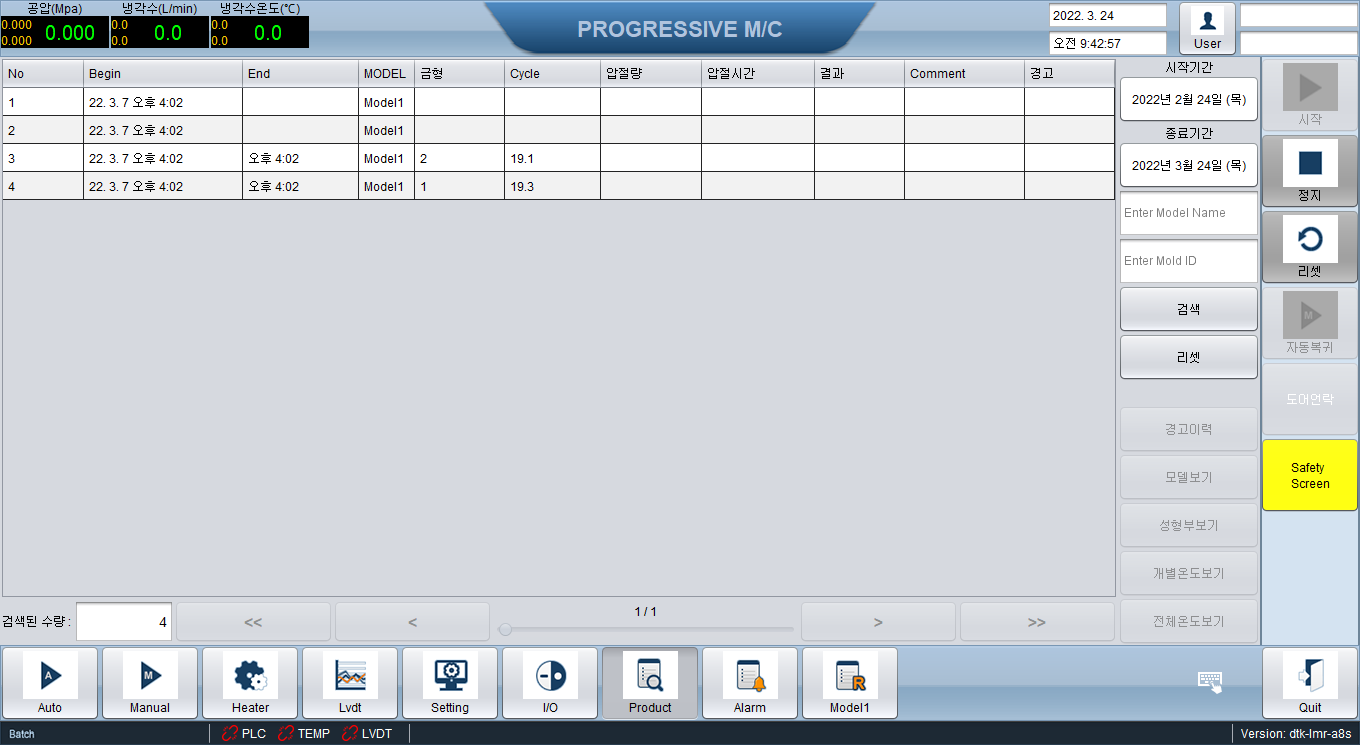 공압(Mpa) 냉각수(L/min) 냉각수온도(℃)
0.000 0.000 0.000
0.0 0.0 0.0
0.0 0.0 0.0
PROGRESSIVE M/C
2022. 3. 24
오전 9:42:57
User
No Begin End MODEL 금형 Cycle 압절량 압절시간 결과 Comment 경고
1 22. 3. 7 오후 4:02 Model1
2 22. 3. 7 오후 4:02 Model1
3 22. 3. 7 오후 4:02 오후 4:02 Model1 2 19.1
4 22. 3. 7 오후 4:02 오후 4:02 Model1 1 19.3
시작기간
2022년 2월 24일 (목)
종료기간
2022년 3월 24일 (목)
Enter Model Name
Enter Mold ID
검색
리셋
경고이력
모델보기
성형부보기
개별온도보기
전체온도보기
시작
정지
리셋
M
자동복귀
도어언락
Safety
Screen
검색된 수량 : 4 << < 1 / 1 > >>
A M R
Auto Manual Heater Lvdt Setting I/O Product Alarm Model1 Quit
Batch PLC TEMP LVDT Version: dtk-lmr-a8s